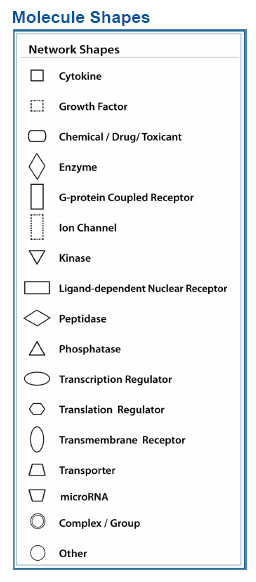 Molecule Shapes
Network Shapes
Cytokine
Growth Factor
Chemical / Drug/ Toxicant
Enzyme
G-protein Coupled Receptor
Ion Channel
Kinase
Ligand-dependent Nuclear Receptor
Peptidase
Phosphatase
Transcription Regulator
Translation Regulator
Transmembrane Receptor
Transporter
microRNA
Complex / Group
Other